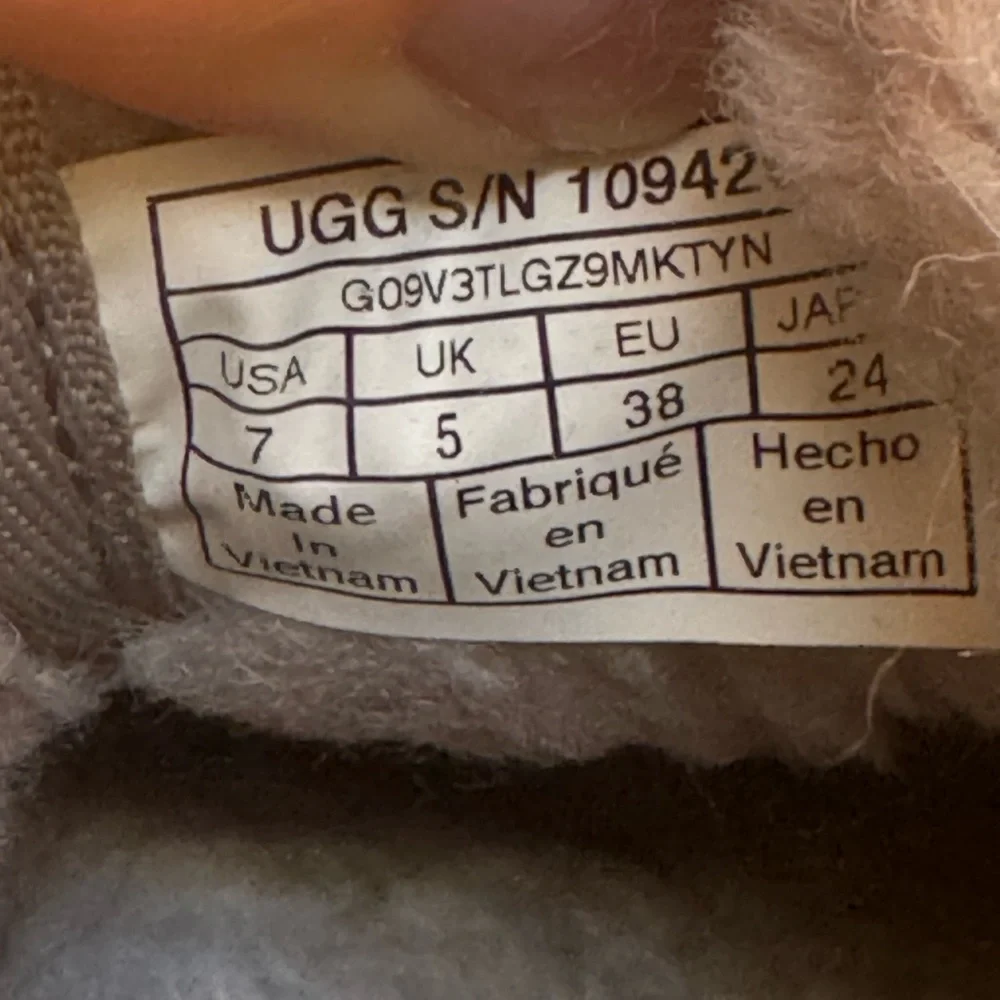 UGG S/N 10942
G09V3TLGZ9MKTYN
USA UK EU
7 5 38 24
Made In Vietnam
Fabriqué en Vietnam
Hecho en Vietnam